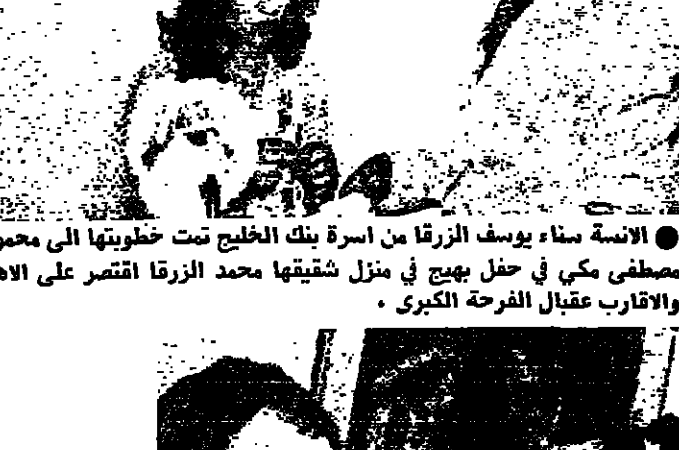 ● الانسة سناء يوسف الزرقا من اسرة بنك الخليج تمت خطوبتها الى
مصطفى مكي في حفل بهيج في منزل شقيقها محمد الزرقا اقتصر على
والاقارب عقبال الفرحة الكبرى .